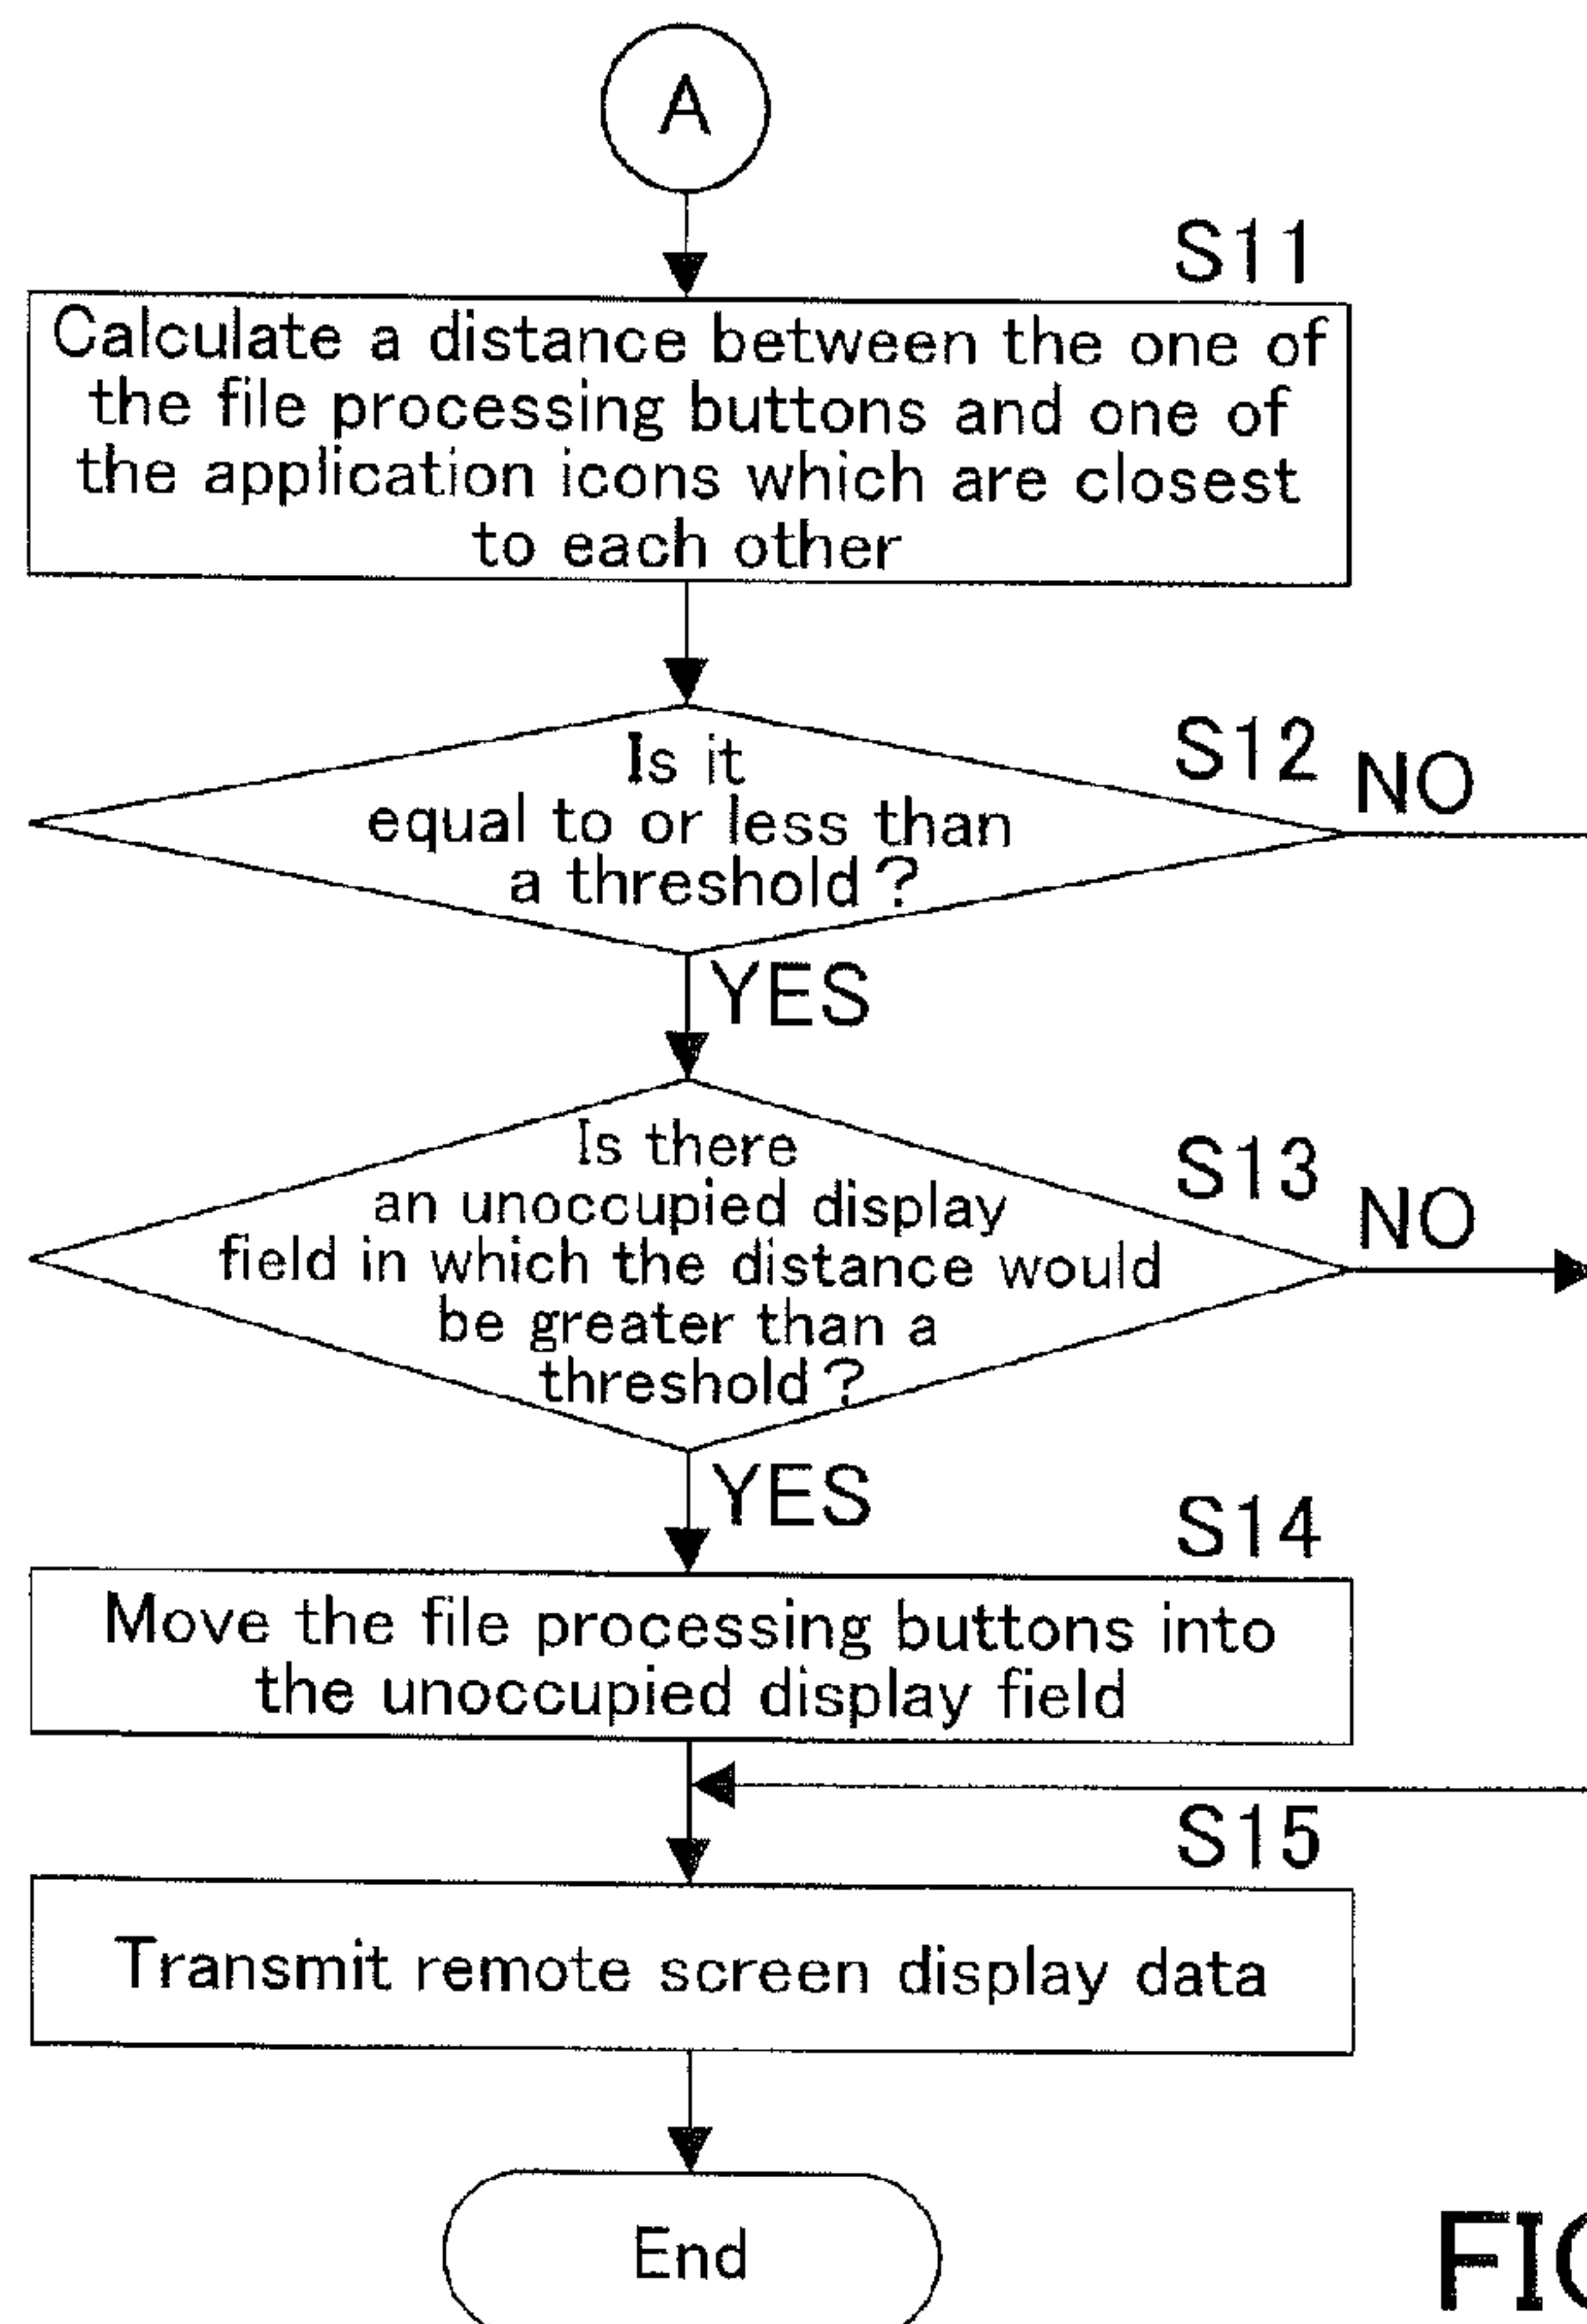 A
S11
Calculate a distance between the one of
the file processing buttons and one of
the application icons which are closest
to each other
S12
NO
Is it
equal to or less than
a threshold?
YES
S13
NO
Is there
an unoccupied display
field in which the distance would
be greater than a
threshold?
YES
S14
Move the file processing buttons into
the unoccupied display field
S15
Transmit remote screen display data
End